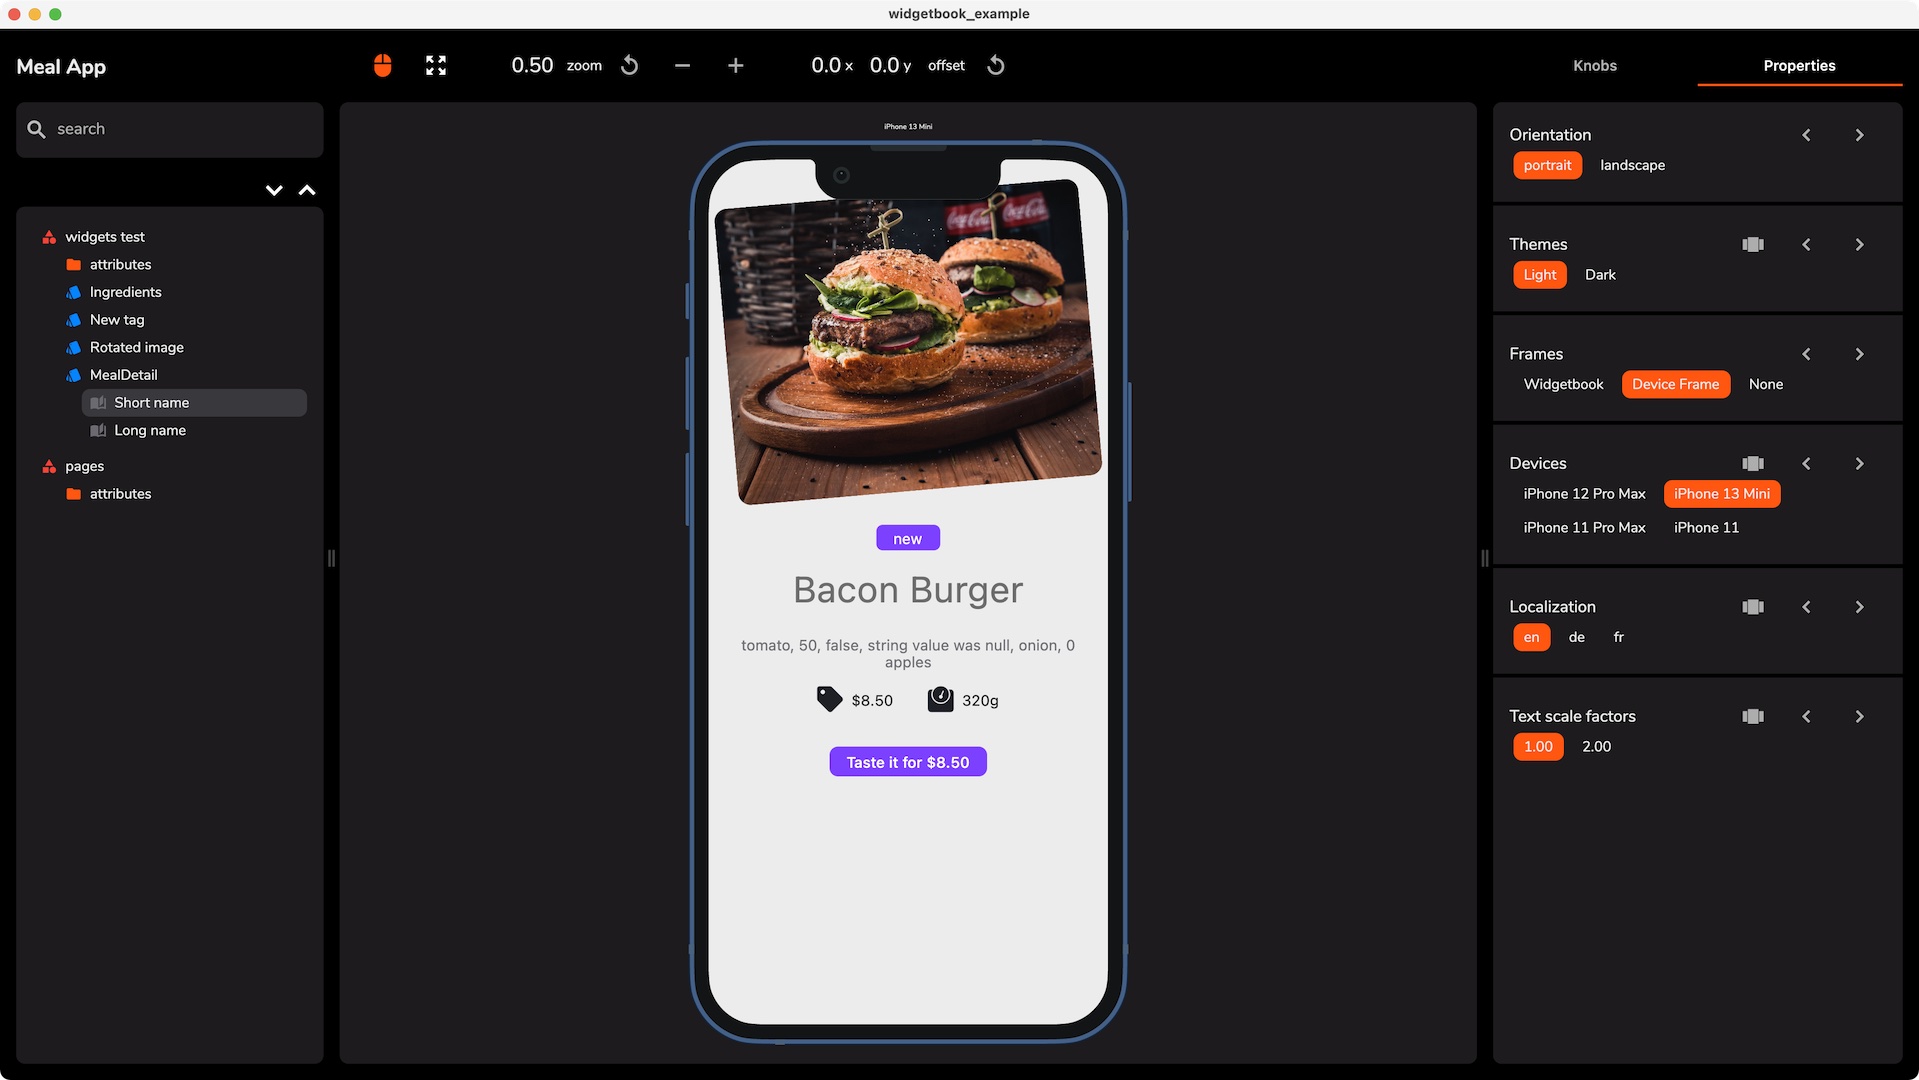 widgetbook_example
Meal App
0.50 zoom
0.0 x 0.0 y offset
Knobs
Properties
search
widgets test
attributes
Ingredients
New tag
Rotated image
MealDetail
Short name
Long name
pages
attributes
iPhone 13 Mini
Coca-Cola
new
Bacon Burger
tomato, 50, false, string value was null, onion, 0
apples
$8.50
320g
Taste it for $8.50
Orientation
portrait landscape
Themes
Light Dark
Frames
Widgetbook Device Frame None
Devices
iPhone 12 Pro Max iPhone 13 Mini
iPhone 11 Pro Max iPhone 11
Localization
en de fr
Text scale factors
1.00 2.00